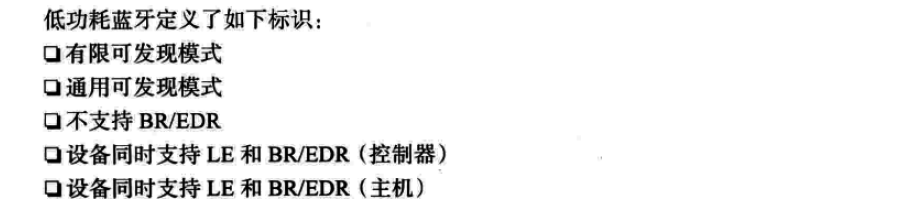 低功耗蓝牙定义了如下标识：
❑有限可发现模式
❑通用可发现模式
❑不支持 BR/EDR
❑设备同时支持 LE 和 BR/EDR（控制器）
❑设备同时支持 LE 和 BR/EDR（主机）